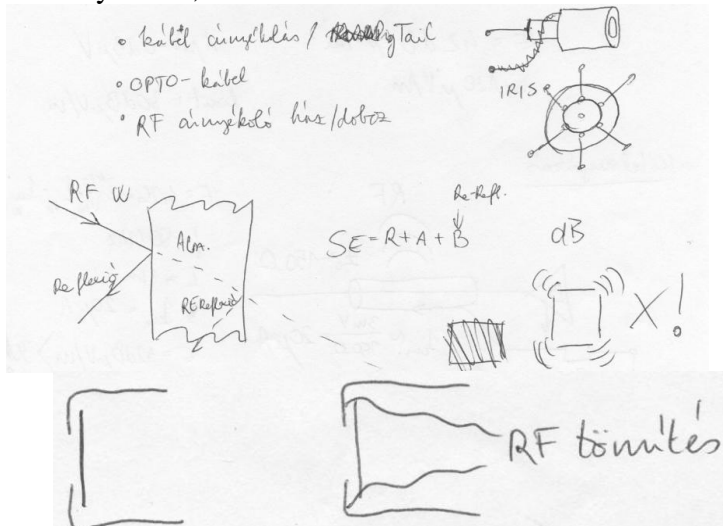 • kábel árnyékolás / PigTail
• OPTO-kábel
• RF árnyékoló ház/doboz
IRIS
RF W
Alm.
Reflexió
REReflexió
Re-Refl.
SE = R + A + B
dB
X!
RF tömítés